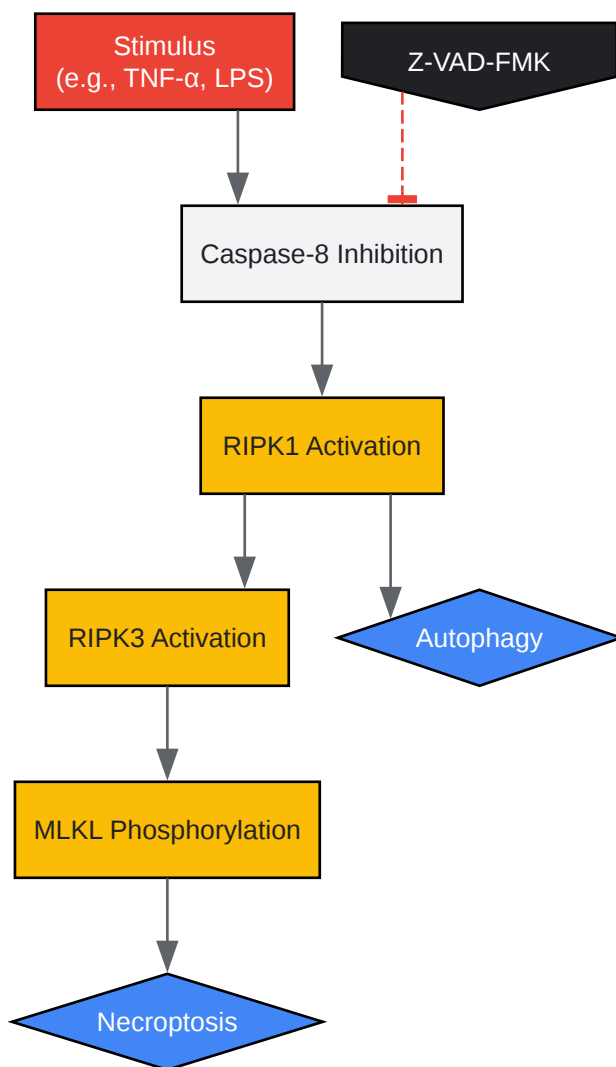 Stimulus
(e.g., TNF-α, LPS)
Z-VAD-FMK
Caspase-8 Inhibition
RIPK1 Activation
RIPK3 Activation
Autophagy
MLKL Phosphorylation
Necroptosis